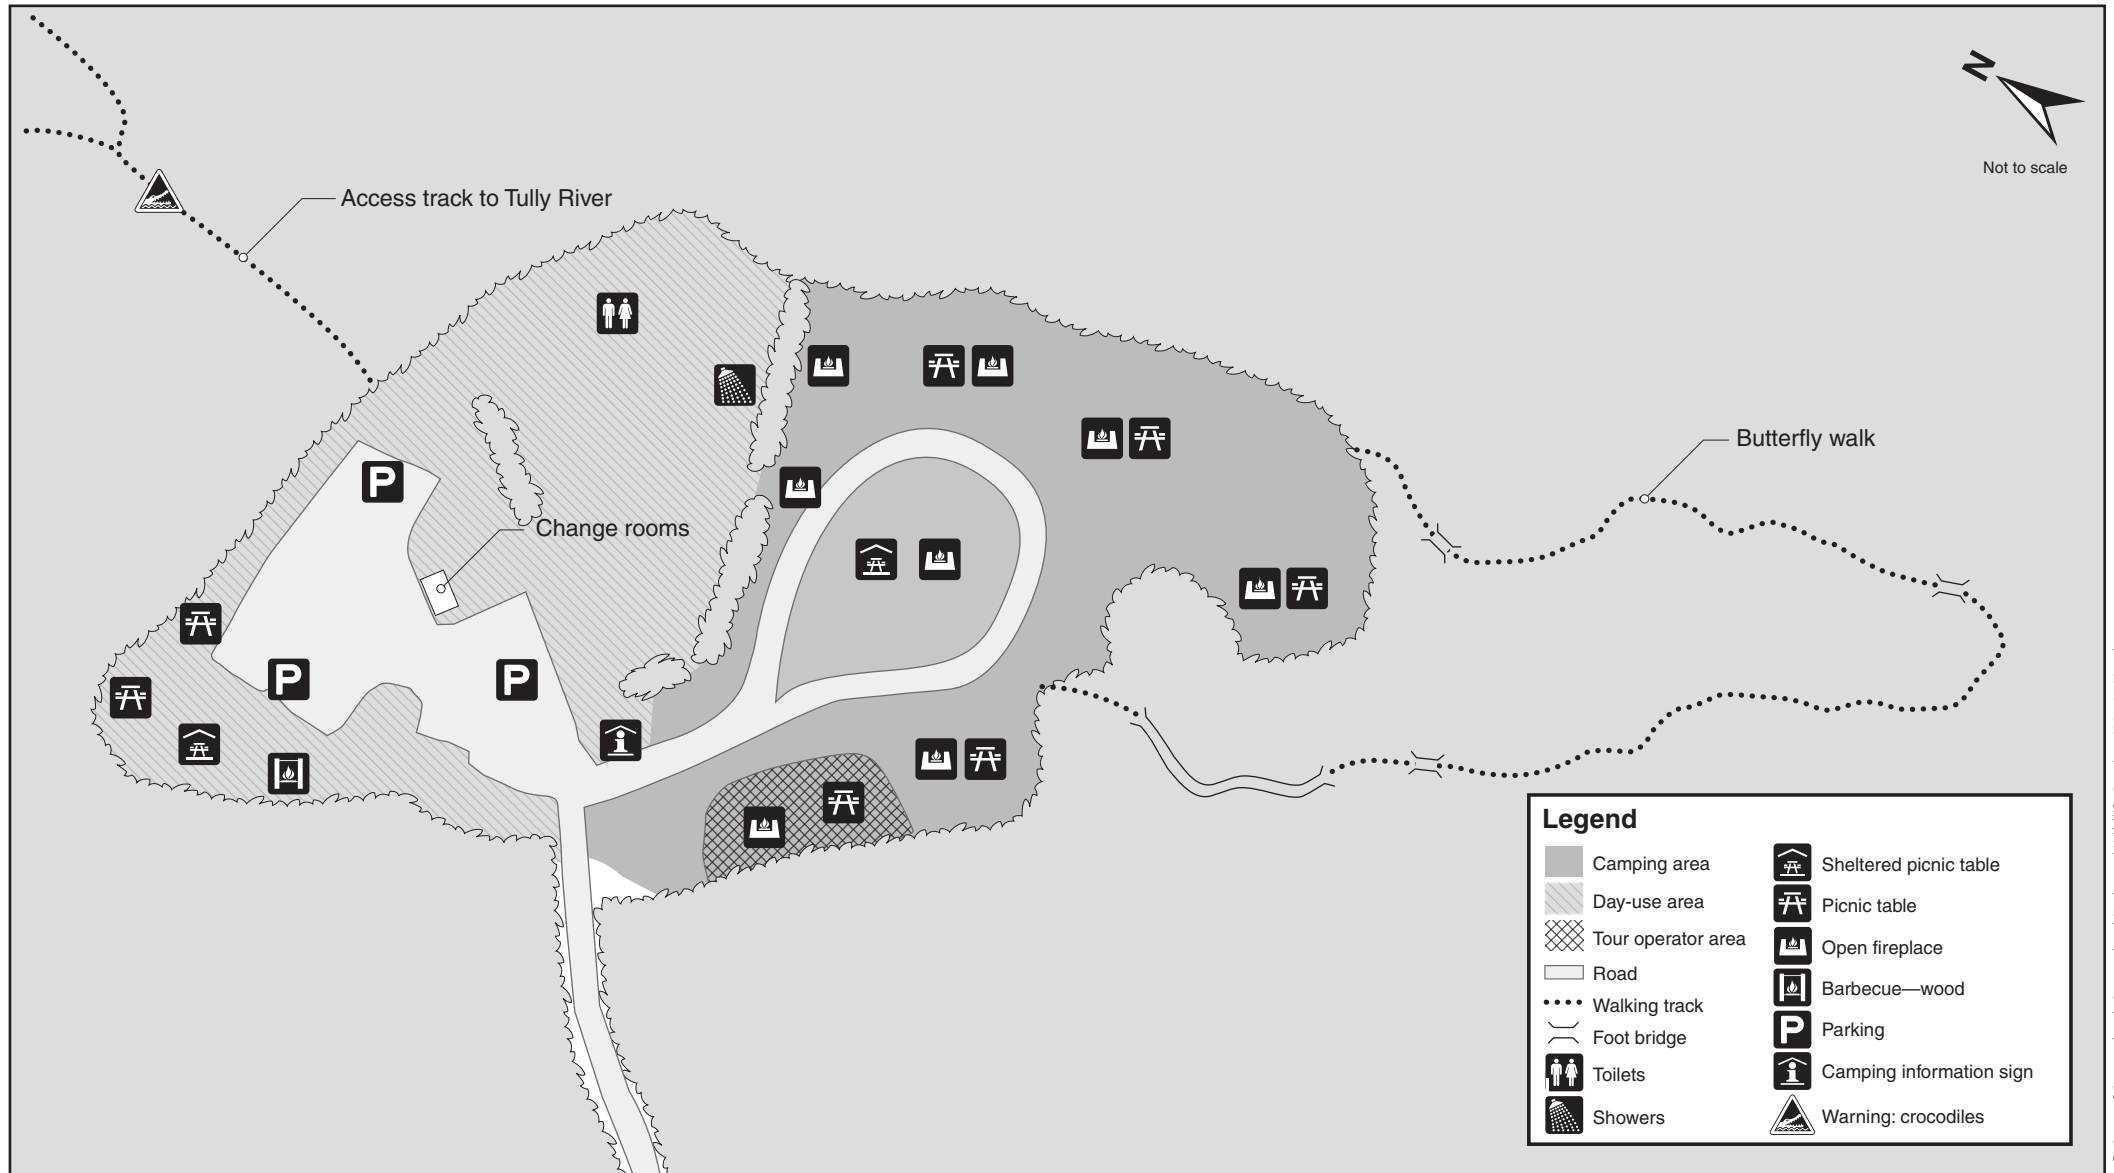 N
Not to scale
Access track to Tully River
Butterfly walk
P
Change rooms
P
P
Legend
Camping area
Day-use area
Tour operator area
Road
Walking track
Foot bridge
Toilets
Showers
Sheltered picnic table
Picnic table
Open fireplace
Barbecue—wood
P Parking
Camping information sign
Warning: crocodiles